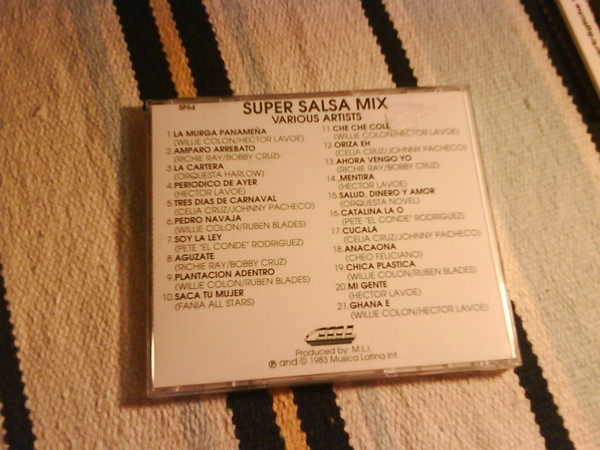 SP54
SUPER SALSA MIX
VARIOUS ARTISTS
1. LA MURGA PANAMEÑA
(WILLIE COLON/HECTOR LAVOE)
2. AMPARO ARREBATO
(RICHIE RAY/BOBBY CRUZ)
3. LA CARTERA
(ORQUESTA HARLOW)
4. PERIODICO DE AYER
(HECTOR LAVOE)
5. TRES DIAS DE CARNAVAL
(CELIA CRUZ/JOHNNY PACHECO)
6. PEDRO NAVAJA
(WILLIE COLON/RUBEN BLADES)
7. SOY LA LEY
(PETE "EL CONDE" RODRIGUEZ)
8. AGUZATE
(RICHIE RAY/BOBBY CRUZ)
9. PLANTACION ADENTRO
(WILLIE COLON/RUBEN BLADES)
10. SACA TU MUJER
(FANIA ALL STARS)
11. CHE CHE COLE
(WILLIE COLON/HECTOR LAVOE)
12. ORIZA EH
(CELIA CRUZ/JOHNNY PACHECO)
13. AHORA VENGO YO
(RICHIE RAY/BOBBY CRUZ)
14. MENTIRA
(HECTOR LAVOE)
15. SALUD, DINERO Y AMOR
(ORQUESTA NOVEL)
16. CATALINA LA O
(PETE "EL CONDE" RODRIGUEZ)
17. CUCALA
(CELIA CRUZ/JOHNNY PACHECO)
18. ANACAONA
(CHEO FELICIANO)
19. CHICA PLASTICA
(WILLIE COLON/RUBEN BLADES)
20. MI GENTE
(HECTOR LAVOE)
21. GHANA E
(WILLIE COLON/HECTOR LAVOE)
Produced by M.L.I.
℗ and © 1983 Musica Latina Int.